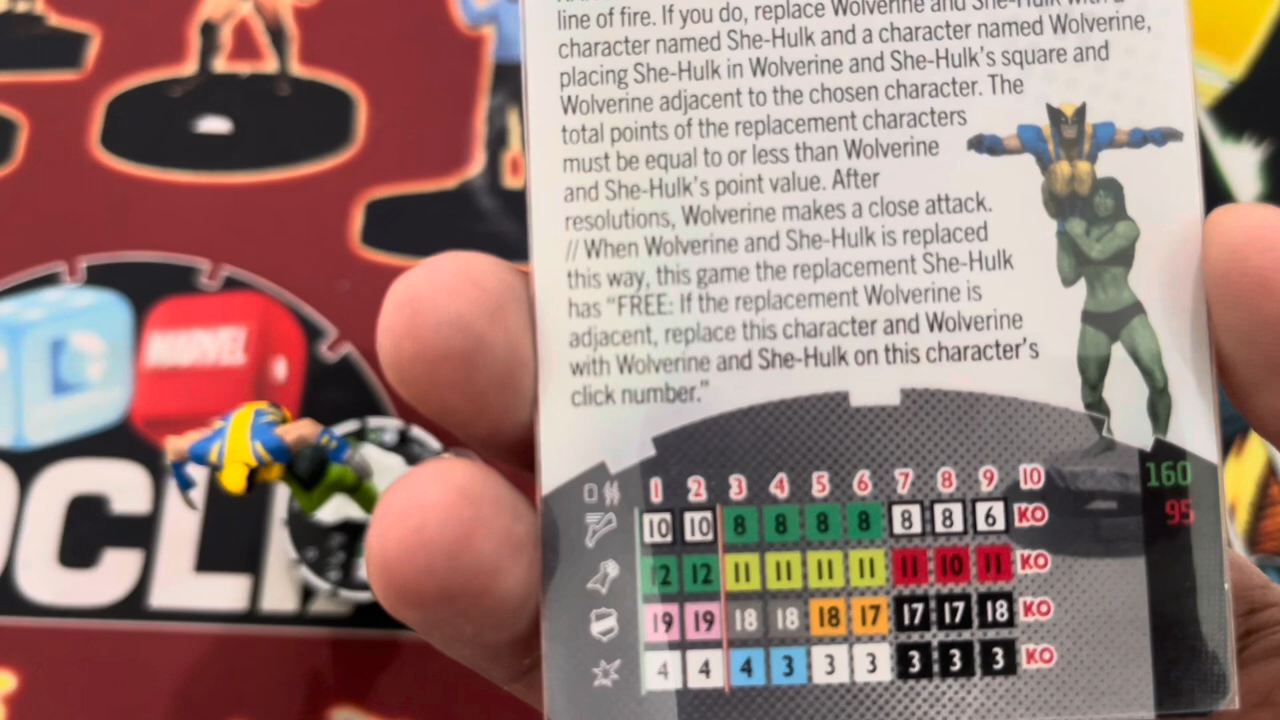 line of fire. If you do, replace Wolverine and She-Hulk with a
character named She-Hulk and a character named Wolverine,
placing She-Hulk in Wolverine and She-Hulk's square and
Wolverine adjacent to the chosen character. The
total points of the replacement characters
must be equal to or less than Wolverine
and She-Hulk's point value. After
resolutions, Wolverine makes a close attack.
// When Wolverine and She-Hulk is replaced
this way, this game the replacement She-Hulk
has "FREE: If the replacement Wolverine is
adjacent, replace this character and Wolverine
with Wolverine and She-Hulk on this character's
click number."
1 2 3 4 5 6 7 8 9 10 160
10 10 8 8 8 8 8 8 6 KO 95
12 12 11 11 11 11 11 10 11 KO
19 19 18 18 18 17 17 17 18 KO
4 4 4 3 3 3 3 3 3 KO
MARVEL
OCLI